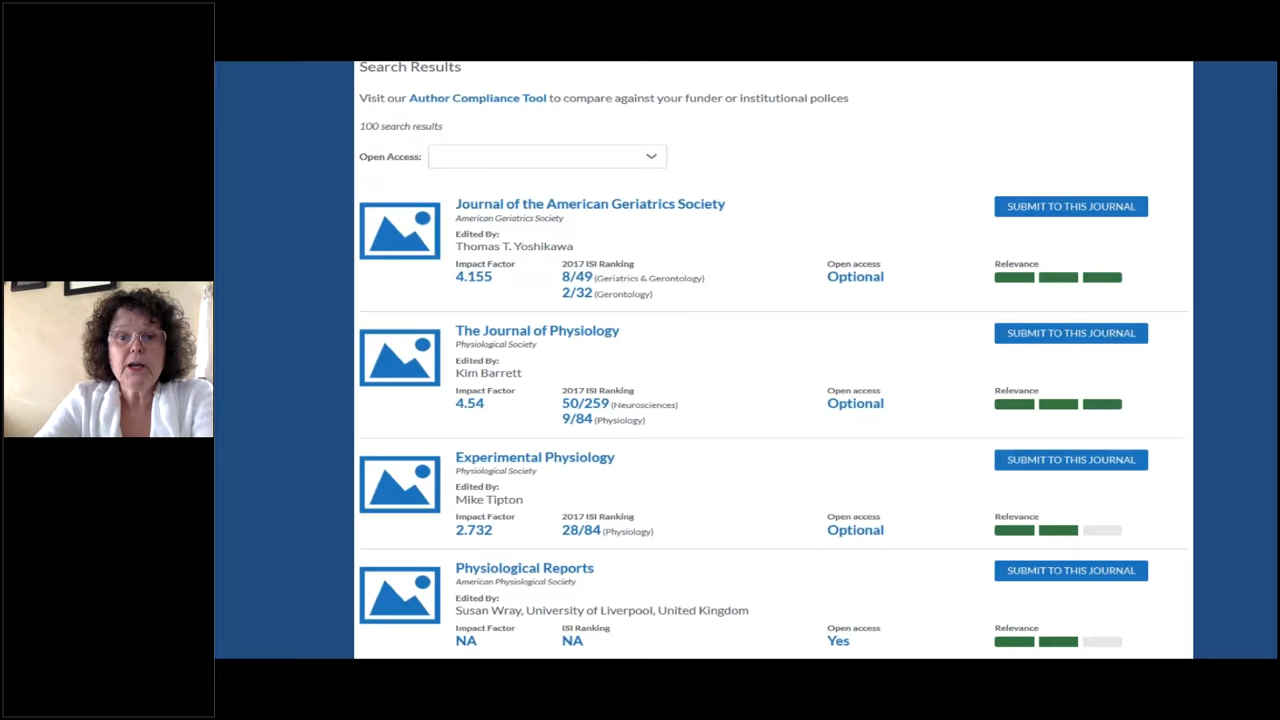 Search Results
Visit our Author Compliance Tool to compare against your funder or institutional polices
100 search results
Open Access:
Journal of the American Geriatrics Society
SUBMIT TO THIS JOURNAL
American Geriatrics Society
Edited By:
Thomas T. Yoshikawa
Impact Factor 2017 ISI Ranking Open access Relevance
4.155 8/49 (Geriatrics & Gerontology) Optional
2/32 (Gerontology)
The Journal of Physiology
SUBMIT TO THIS JOURNAL
Physiological Society
Edited By:
Kim Barrett
Impact Factor 2017 ISI Ranking Open access Relevance
4.54 50/259 (Neurosciences) Optional
9/84 (Physiology)
Experimental Physiology
SUBMIT TO THIS JOURNAL
Physiological Society
Edited By:
Mike Tipton
Impact Factor 2017 ISI Ranking Open access Relevance
2.732 28/84 (Physiology) Optional
Physiological Reports
SUBMIT TO THIS JOURNAL
American Physiological Society
Edited By:
Susan Wray, University of Liverpool, United Kingdom
Impact Factor ISI Ranking Open access Relevance
NA NA Yes